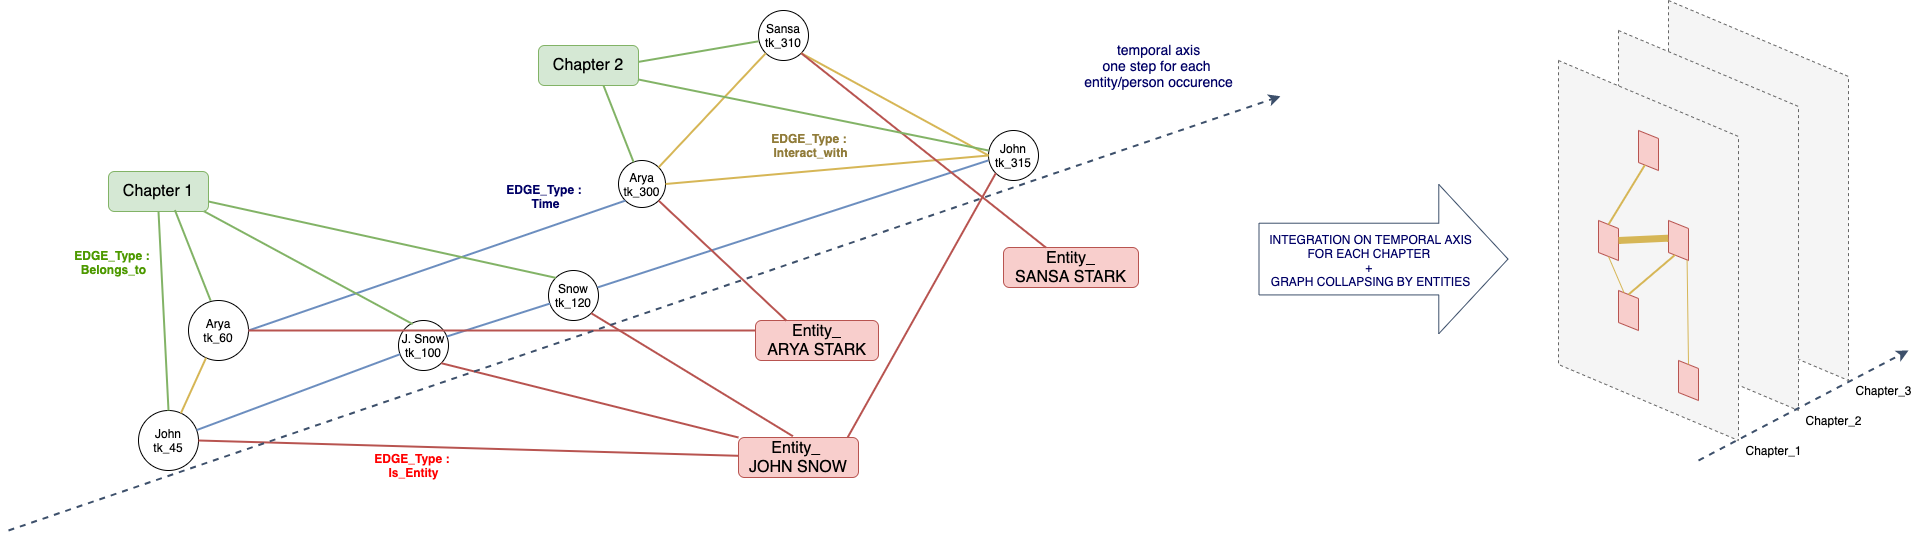 Sansa
tk_310
Chapter 2
temporal axis
one step for each
entity/person occurence
EDGE_Type :
Interact_with
John
tk_315
Arya
tk_300
Chapter 1
EDGE_Type :
Time
EDGE_Type :
Belongs_to
Entity_
SANSA STARK
Snow
tk_120
Arya
tk_60
J. Snow
tk_100
Entity_
ARYA STARK
John
tk_45
EDGE_Type :
Is_Entity
Entity_
JOHN SNOW
INTEGRATION ON TEMPORAL AXIS
FOR EACH CHAPTER
+
GRAPH COLLAPSING BY ENTITIES
Chapter_3
Chapter_2
Chapter_1